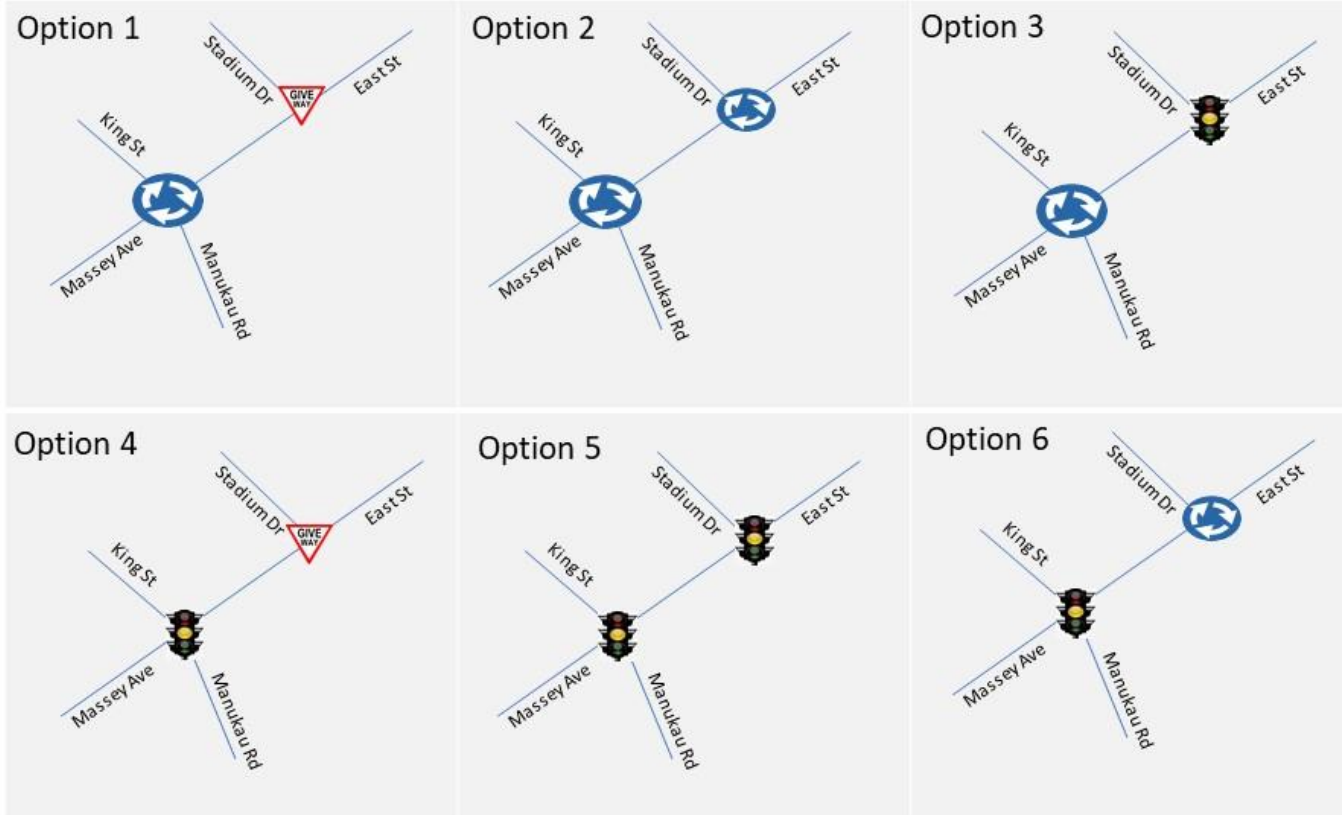 Option 1
Stadium Dr
GIVE
WAY
East St
King St
Massey Ave
Manukau Rd
Option 2
Stadium Dr
East St
King St
Massey Ave
Manukau Rd
Option 3
Stadium Dr
East St
King St
Massey Ave
Manukau Rd
Option 4
Stadium Dr
GIVE
WAY
East St
King St
Massey Ave
Manukau Rd
Option 5
Stadium Dr
East St
King St
Massey Ave
Manukau Rd
Option 6
Stadium Dr
East St
King St
Massey Ave
Manukau Rd